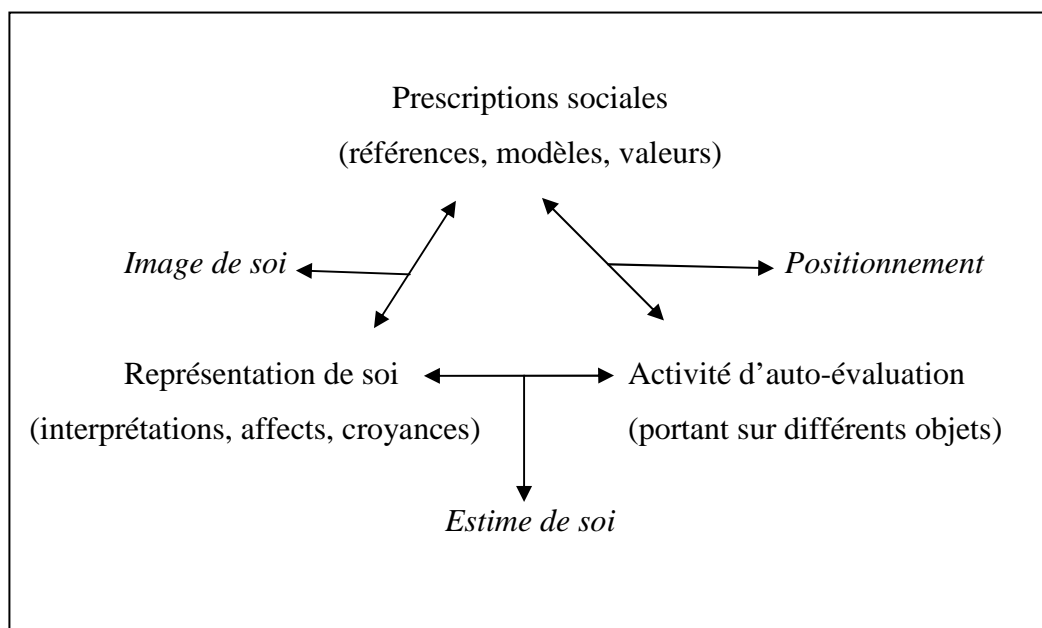 Prescriptions sociales
(références, modèles, valeurs)
Image de soi
Positionnement
Représentation de soi
(interprétations, affects, croyances)
Activité d'auto-évaluation
(portant sur différents objets)
Estime de soi